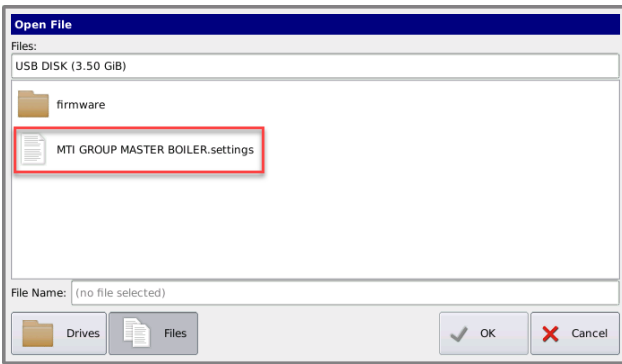 Open File
Files:
USB DISK (3.50 GiB)
firmware
MTI GROUP MASTER BOILER.settings
File Name: (no file selected)
Drives Files OK Cancel